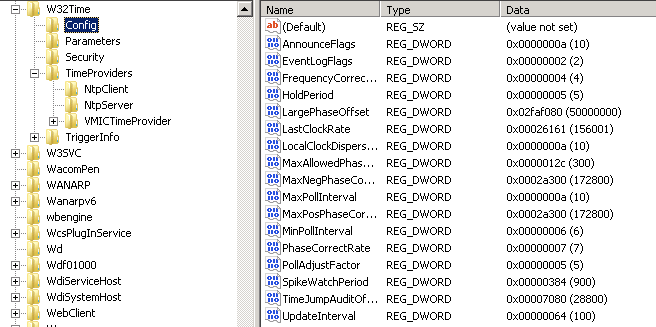 W32Time
Config
Parameters
Security
TimeProviders
NtpClient
NtpServer
VMICTimeProvider
TriggerInfo
W3SVC
WacomPen
WANARP
Wanarpv6
wbengine
WcsPlugInService
Wd
Wdf01000
WdiServiceHost
WdiSystemHost
WebClient
Name Type Data
(Default) REG_SZ (value not set)
AnnounceFlags REG_DWORD 0x0000000a (10)
EventLogFlags REG_DWORD 0x00000002 (2)
FrequencyCorrec... REG_DWORD 0x00000004 (4)
HoldPeriod REG_DWORD 0x00000005 (5)
LargePhaseOffset REG_DWORD 0x02faf080 (50000000)
LastClockRate REG_DWORD 0x00026161 (156001)
LocalClockDispers... REG_DWORD 0x0000000a (10)
MaxAllowedPhas... REG_DWORD 0x0000012c (300)
MaxNegPhaseCo... REG_DWORD 0x0002a300 (172800)
MaxPollInterval REG_DWORD 0x0000000a (10)
MaxPosPhaseCor... REG_DWORD 0x0002a300 (172800)
MinPollInterval REG_DWORD 0x00000006 (6)
PhaseCorrectRate REG_DWORD 0x00000007 (7)
PollAdjustFactor REG_DWORD 0x00000005 (5)
SpikeWatchPeriod REG_DWORD 0x00000384 (900)
TimeJumpAuditOf... REG_DWORD 0x00007080 (28800)
UpdateInterval REG_DWORD 0x00000064 (100)